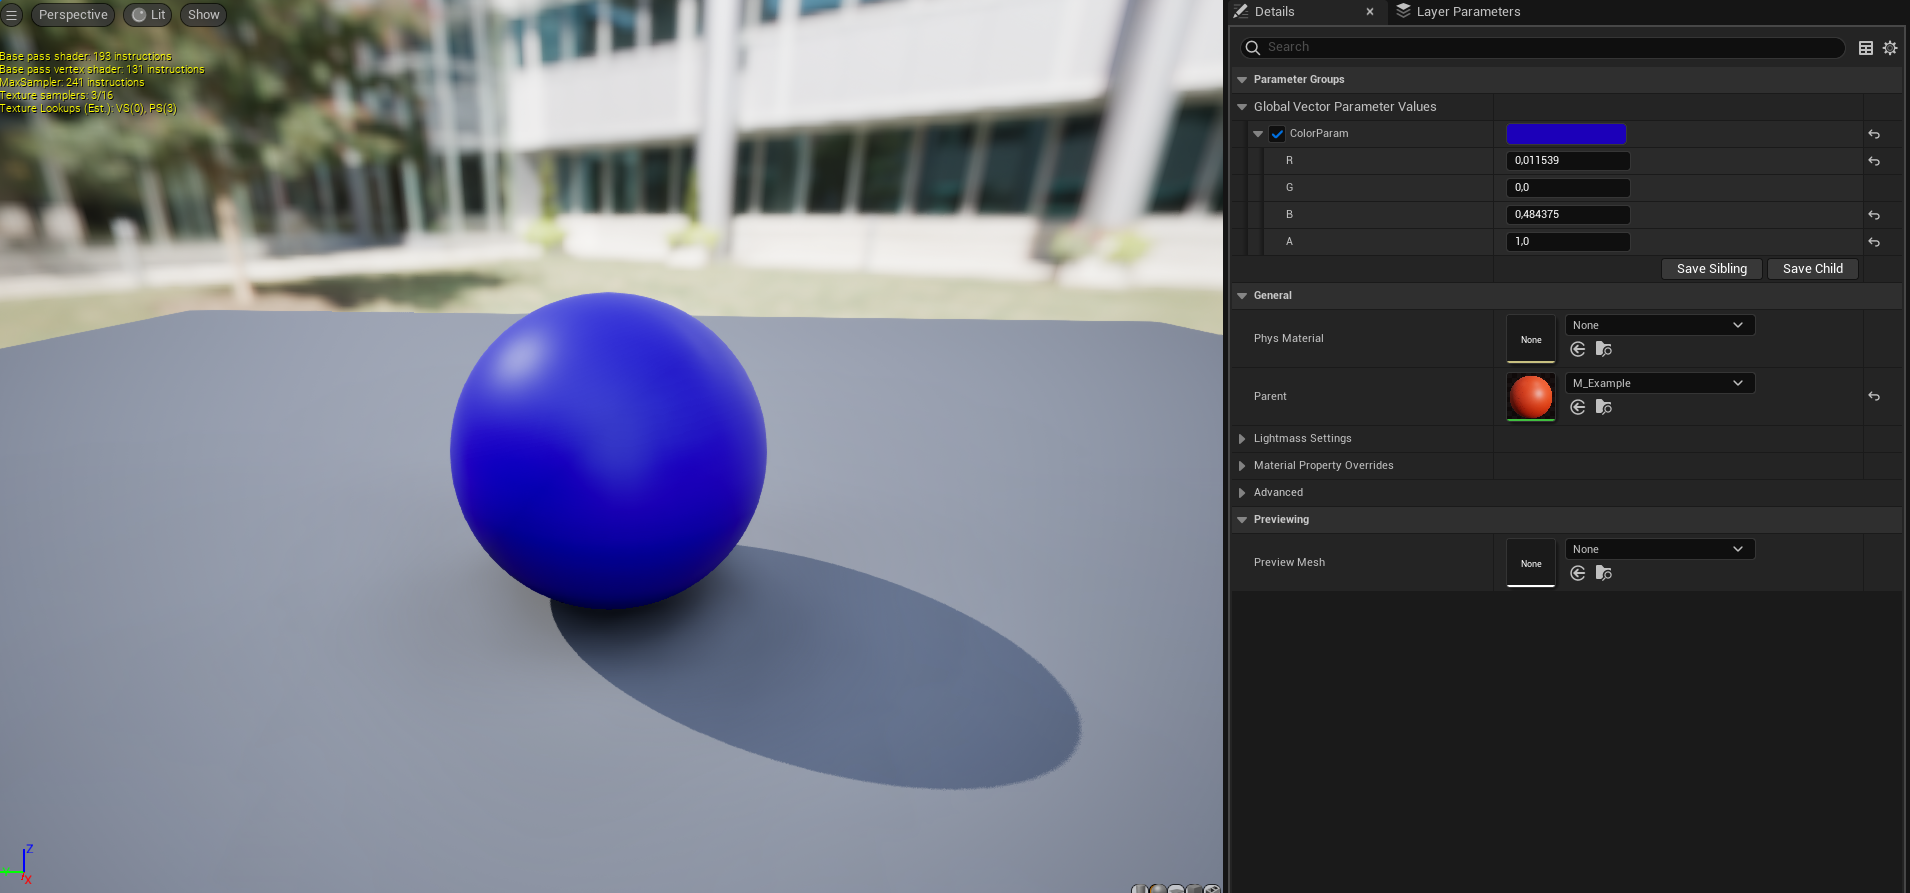 Perspective
Lit
Show
Base pass shader: 193 instructions
Base pass vertex shader: 131 instructions
MaxSampler: 241 instructions
Texture samplers: 3/16
Texture Lookups (Est.): VS(0), PS(3)
Z
X
Details
Layer Parameters
Search
Parameter Groups
Global Vector Parameter Values
ColorParam
R 0,011539
G 0,0
B 0,484375
A 1,0
Save Sibling Save Child
General
Phys Material None None
Parent M_Example
Lightmass Settings
Material Property Overrides
Advanced
Previewing
Preview Mesh None None